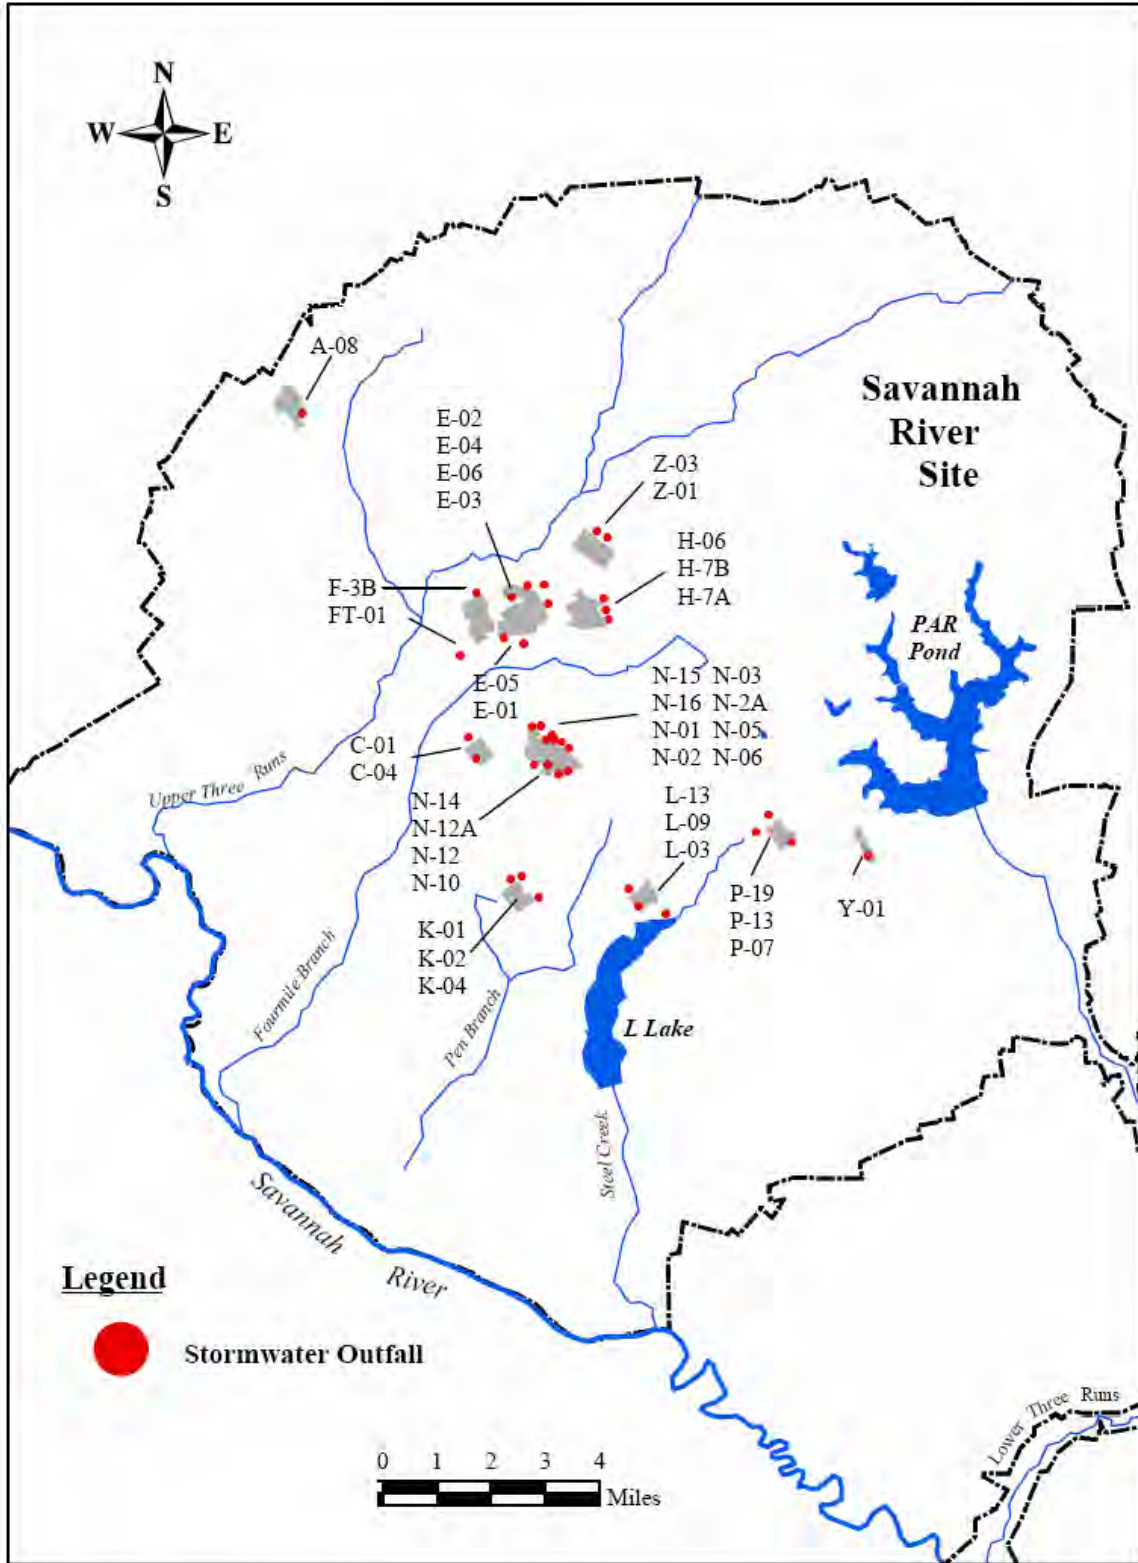 N
W E
S
A-08
Savannah
River
Site
E-02
E-04
E-06
E-03
Z-03
Z-01
H-06
H-7B
H-7A
F-3B
FT-01
PAR
Pond
E-05
E-01
N-15 N-03
N-16 N-2A
N-01 N-05
N-02 N-06
C-01
C-04
Upper Three Runs
N-14
N-12A
N-12
N-10
L-13
L-09
L-03
P-19
P-13
P-07
Y-01
K-01
K-02
K-04
Fourmile Branch
Pen Branch
L Lake
Steel Creek
Savannah
River
Legend
Stormwater Outfall
Lower Three Runs
0 1 2 3 4
Miles